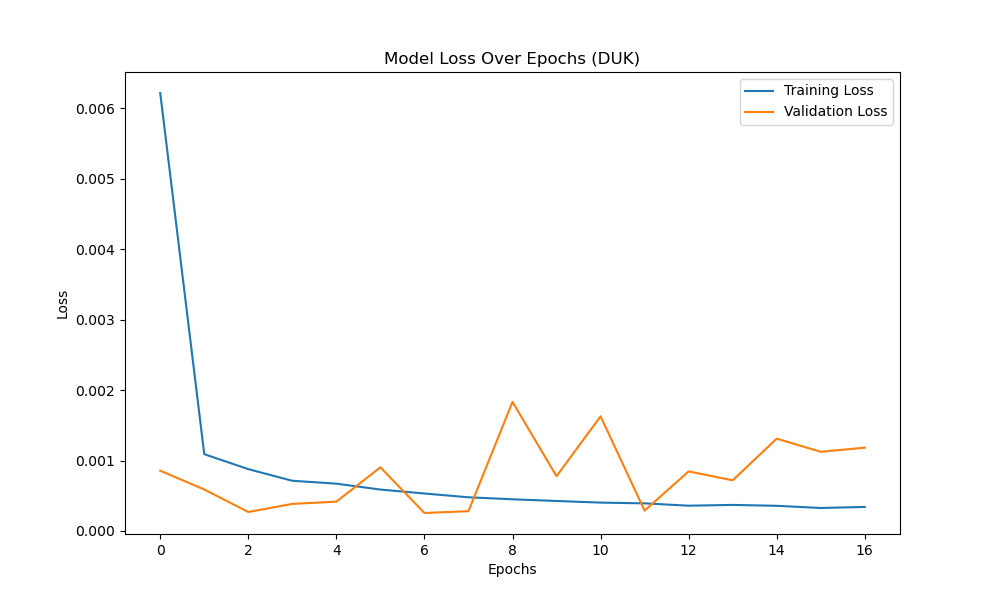 Model Loss Over Epochs (DUK)
Training Loss
Validation Loss
0.006
0.005
0.004
0.003
0.002
0.001
0.000
Loss
0 2 4 6 8 10 12 14 16
Epochs